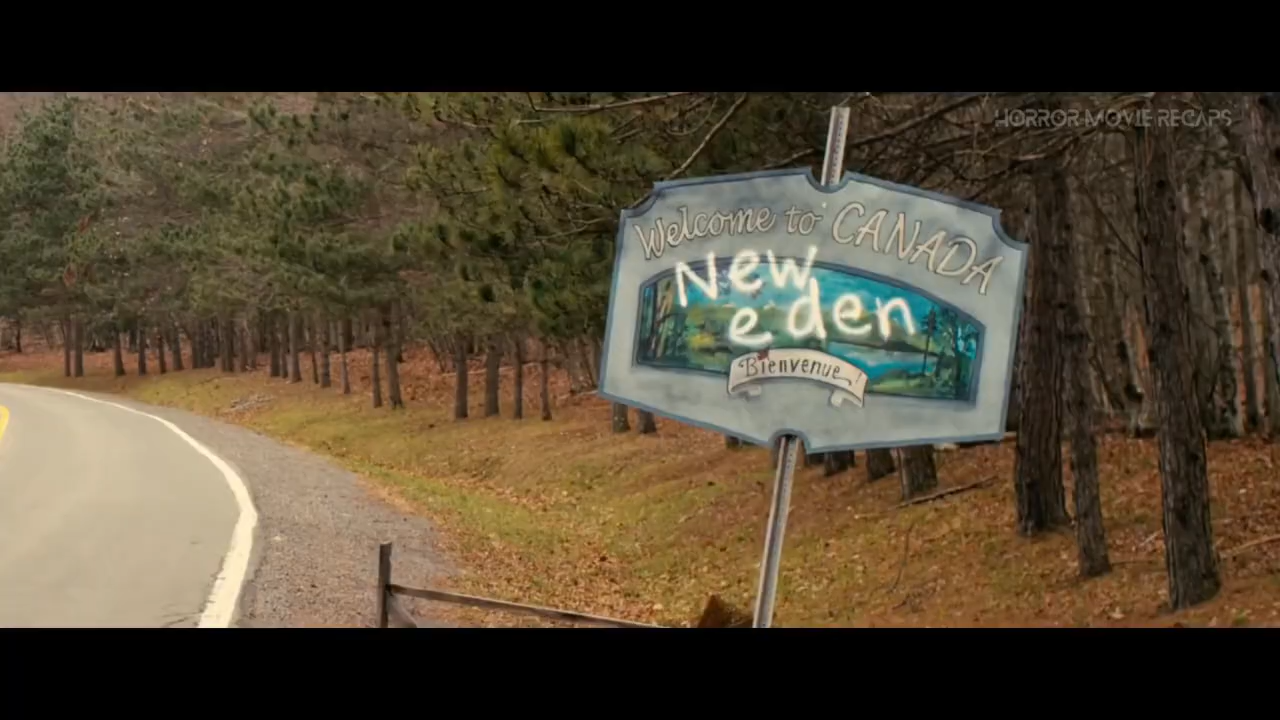 HORROR MOVIE RECAPS
Welcome to CANADA
New
eden
Bienvenue!